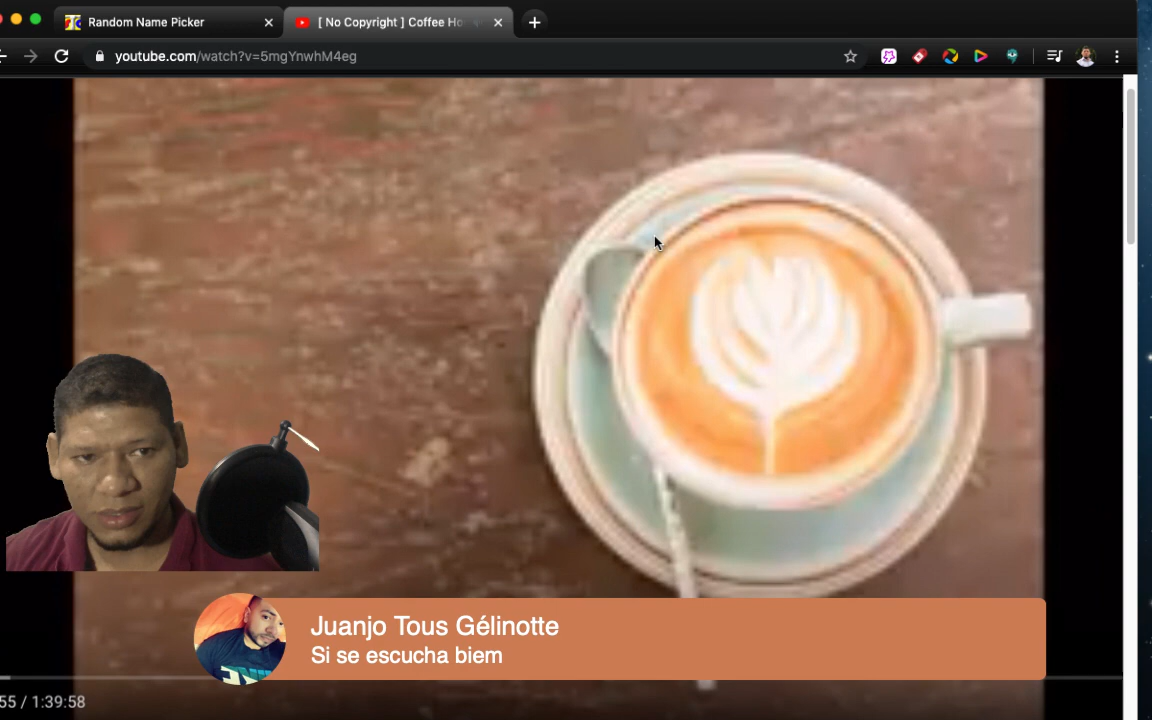 Random Name Picker
[ No Copyright ] Coffee Ho
youtube.com/watch?v=5mgYnwhM4eg
Juanjo Tous Gélinotte
Si se escucha biem
55 / 1:39:58